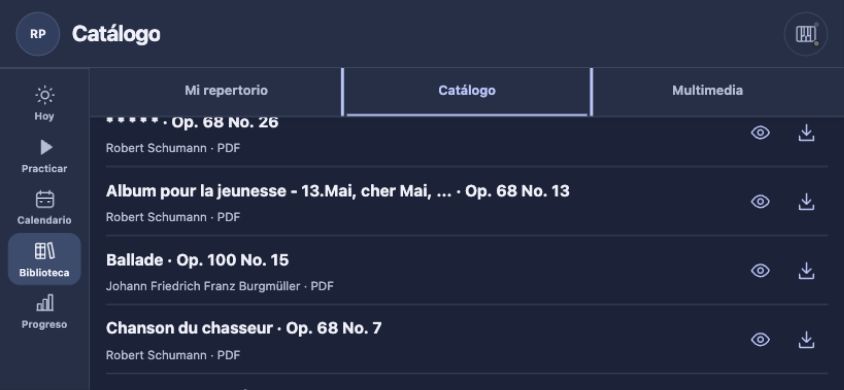 RP
Catálogo
Mi repertorio
Catálogo
Multimedia
Hoy
Practicar
Calendario
Biblioteca
Progreso
* * * * * · Op. 68 No. 26
Robert Schumann · PDF
Album pour la jeunesse - 13.Mai, cher Mai, ... · Op. 68 No. 13
Robert Schumann · PDF
Ballade · Op. 100 No. 15
Johann Friedrich Franz Burgmüller · PDF
Chanson du chasseur · Op. 68 No. 7
Robert Schumann · PDF